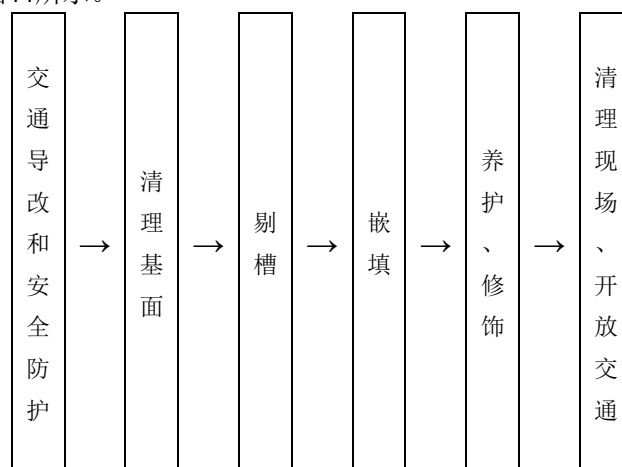 交通导改和安全防护
→
清理基面
→
剔槽
→
嵌填
→
养护、修饰
→
清理现场、开放交通